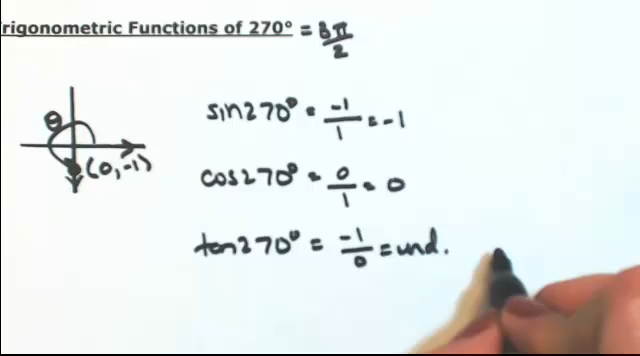 rigonometric Functions of 270° = 3π/2
θ
(0,-1)
sin270° = -1/1 = -1
cos270° = 0/1 = 0
tan270° = -1/0 = und.